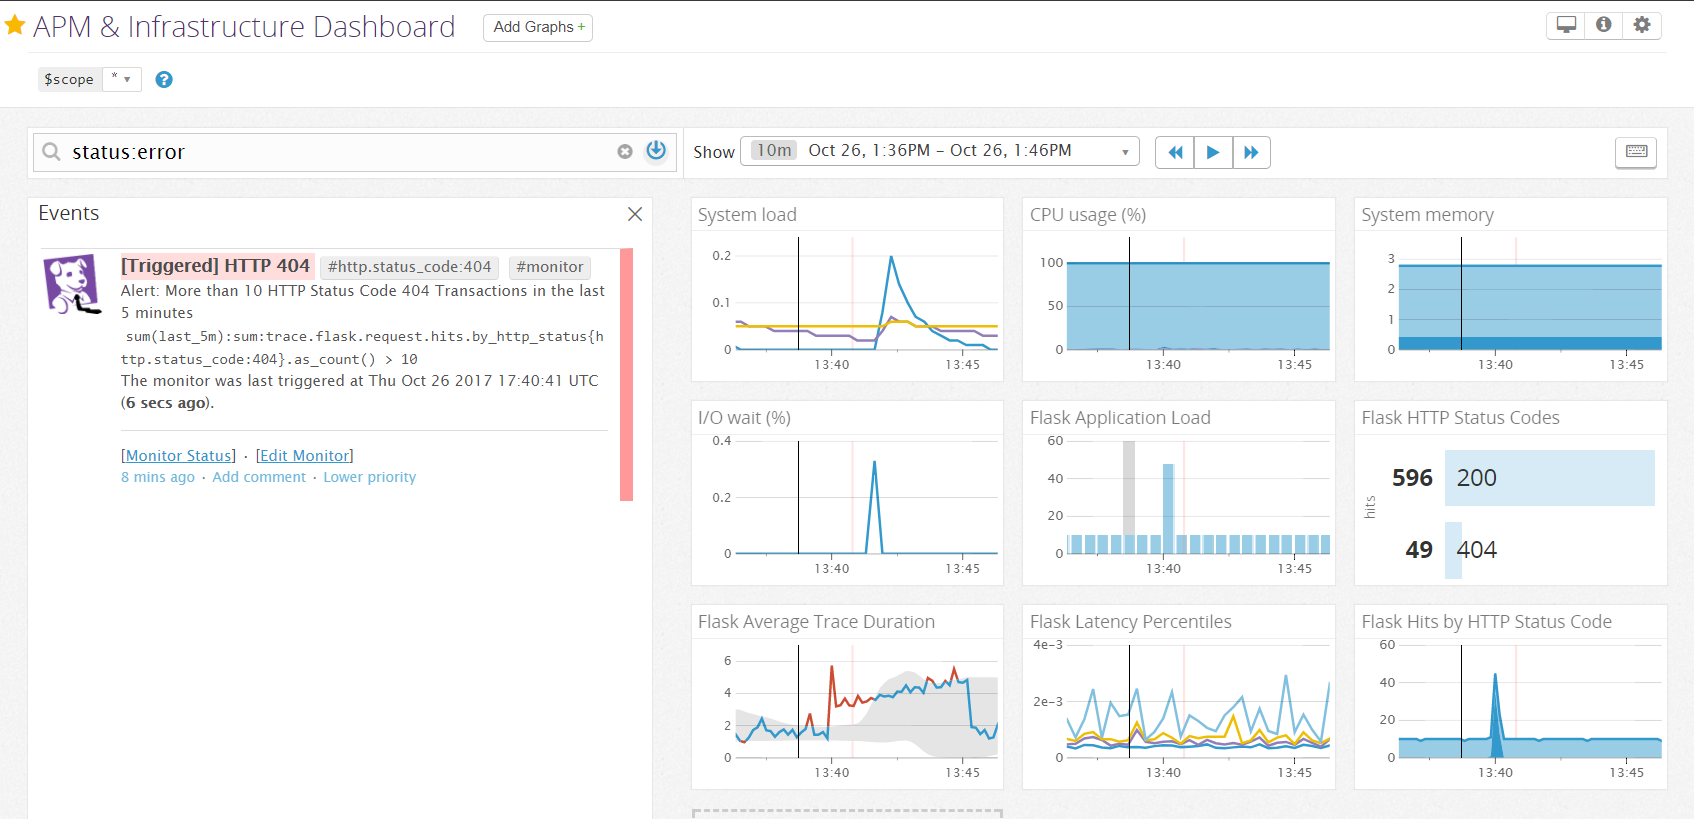 APM & Infrastructure Dashboard
Add Graphs +
$scope
*
?
status:error
Show
10m Oct 26, 1:36PM – Oct 26, 1:46PM
Events
[Triggered] HTTP 404 #http.status_code:404 #monitor
Alert: More than 10 HTTP Status Code 404 Transactions in the last
5 minutes
sum(last_5m):sum:trace.flask.request.hits.by_http_status{h
ttp.status_code:404}.as_count() > 10
The monitor was last triggered at Thu Oct 26 2017 17:40:41 UTC
(6 secs ago).
[Monitor Status] · [Edit Monitor]
8 mins ago · Add comment · Lower priority
System load
0.2
0.1
0
13:40 13:45
CPU usage (%)
100
50
0
13:40 13:45
System memory
3
2
1
0
13:40 13:45
I/O wait (%)
0.4
0.2
0
13:40 13:45
Flask Application Load
60
40
20
0
13:40 13:45
Flask HTTP Status Codes
hits
596 200
49 404
Flask Average Trace Duration
6
4
2
0
13:40 13:45
Flask Latency Percentiles
4e-3
2e-3
0
13:40 13:45
Flask Hits by HTTP Status Code
60
40
20
0
13:40 13:45